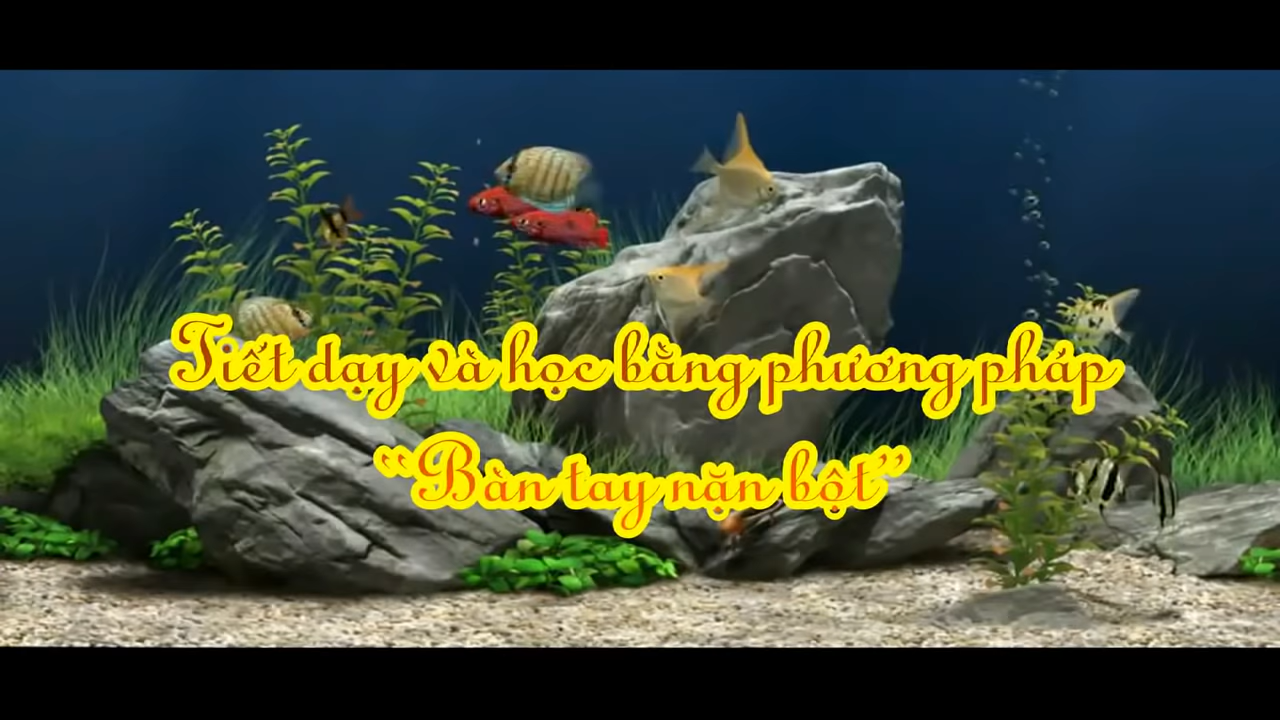 Tiết dạy và học bằng phương pháp
“Bàn tay nặn bột”